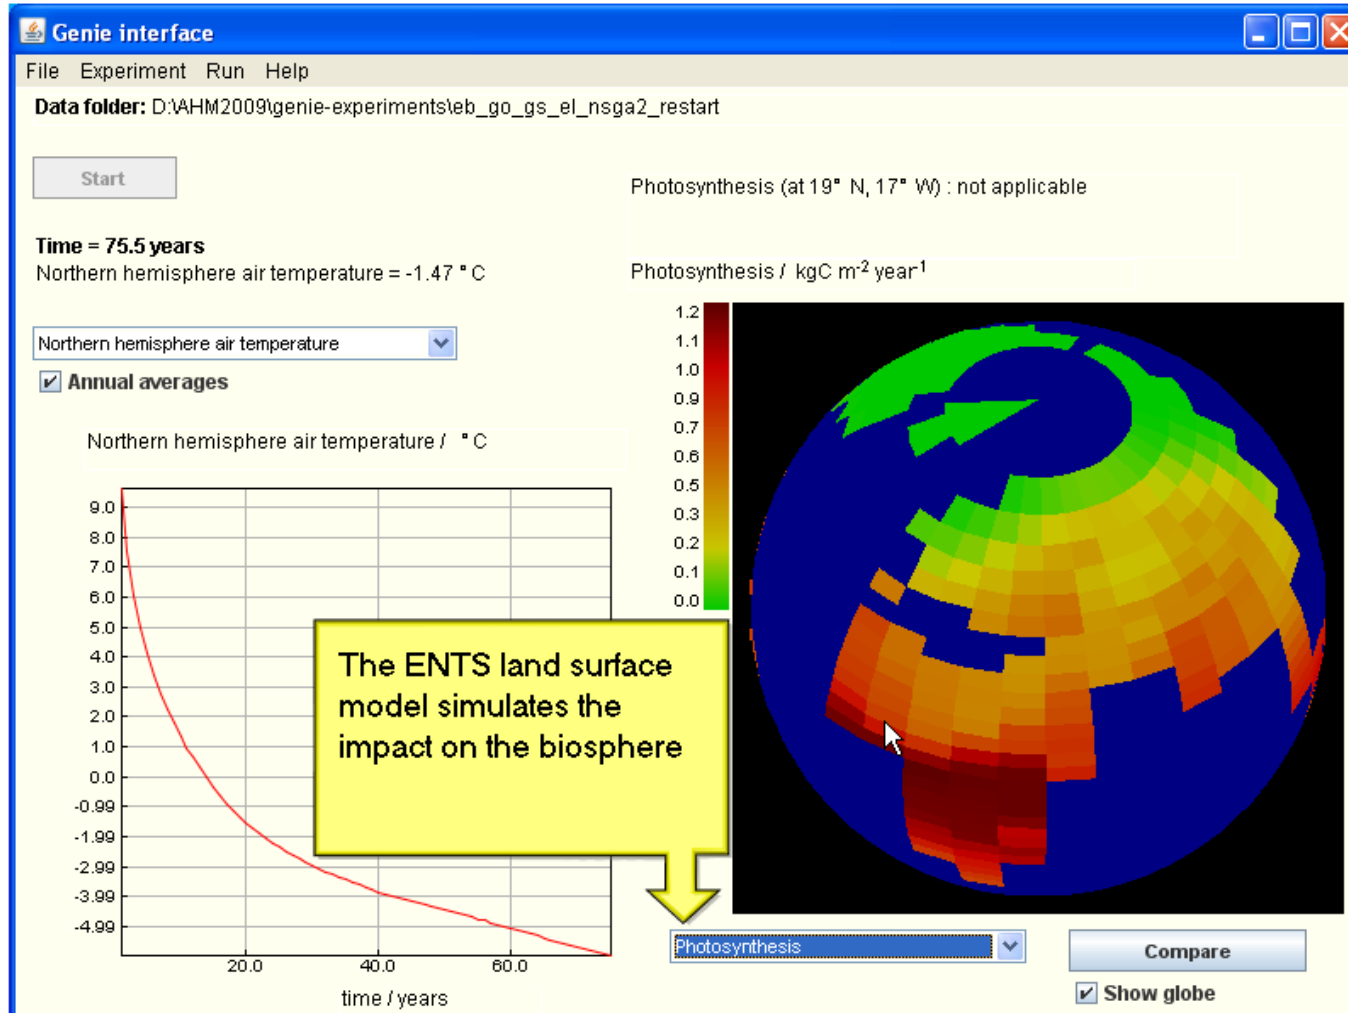 Genie interface
File Experiment Run Help
Data folder: D:\AHM2009\genie-experiments\eb_go_gs_el_nsga2_restart
Start
Photosynthesis (at 19° N, 17° W) : not applicable
Time = 75.5 years
Northern hemisphere air temperature = -1.47 °C
Photosynthesis / kgC m-2 year-1
Northern hemisphere air temperature
Annual averages
Northern hemisphere air temperature / °C
9.0
8.0
7.0
6.0
5.0
4.0
3.0
2.0
1.0
0.0
-0.99
-1.99
-2.99
-3.99
-4.99
20.0 40.0 60.0
time / years
1.2
1.1
1.0
0.9
0.7
0.6
0.5
0.3
0.2
0.1
0.0
The ENTS land surface
model simulates the
impact on the biosphere
Photosynthesis
Compare
Show globe